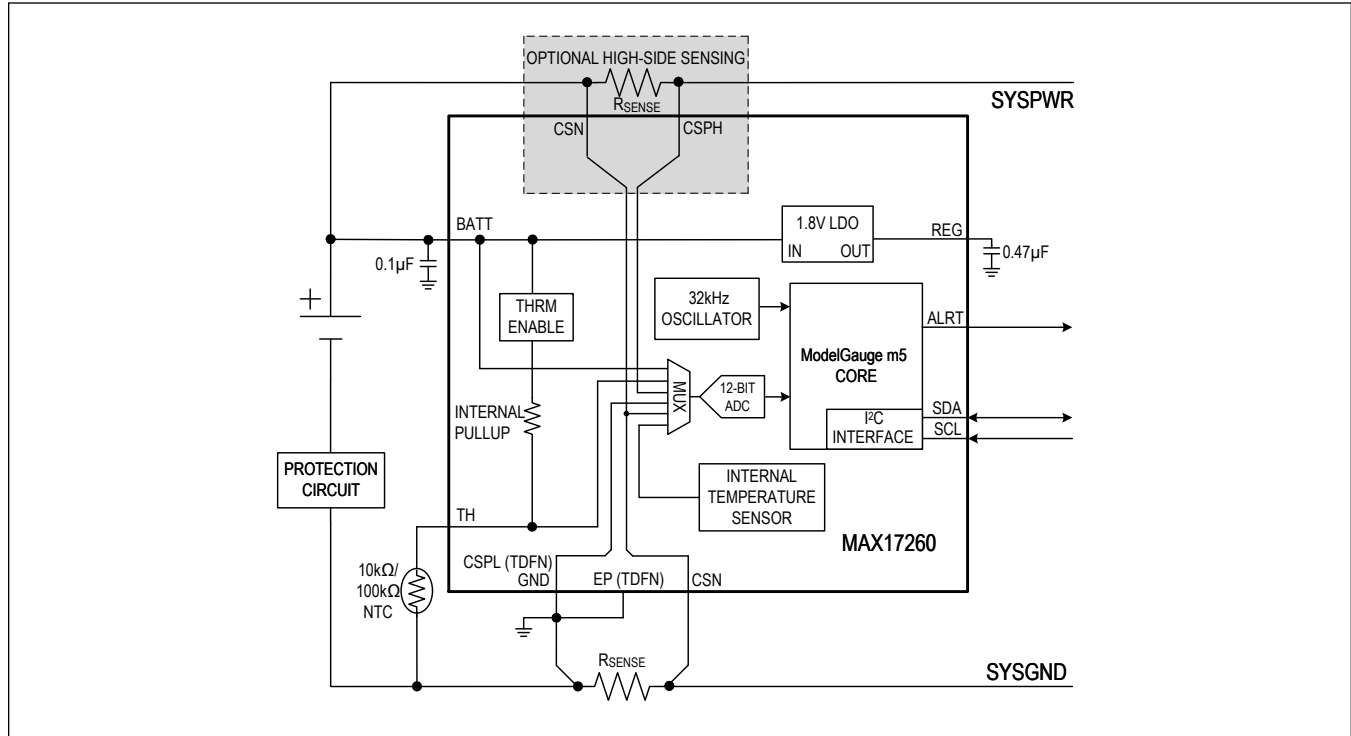 OPTIONAL HIGH-SIDE SENSING
RSENSE
SYSPWR
CSN
CSPH
BATT
0.1µF
1.8V LDO
IN
OUT
REG
0.47µF
THRM
ENABLE
32kHz
OSCILLATOR
ALRT
ModelGauge m5
CORE
MUX
12-BIT
ADC
INTERNAL
PULLUP
I²C
INTERFACE
SDA
SCL
+
PROTECTION
CIRCUIT
INTERNAL
TEMPERATURE
SENSOR
TH
MAX17260
CSPL (TDFN)
GND
EP (TDFN)
CSN
10kΩ/
100kΩ
NTC
RSENSE
SYSGND